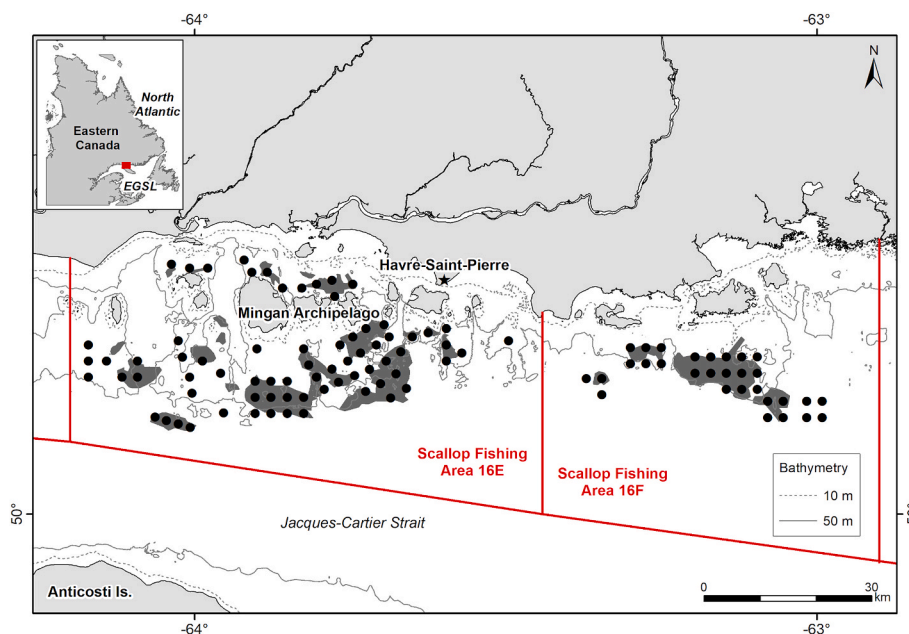 -64°
-63°
North
Atlantic
Eastern
Canada
EGSL
N
Havre-Saint-Pierre
Mingan Archipelago
Scallop Fishing
Area 16E
Scallop Fishing
Area 16F
Bathymetry
10 m
50 m
50°
50°
Jacques-Cartier Strait
Anticosti Is.
0
30
km
-64°
-63°